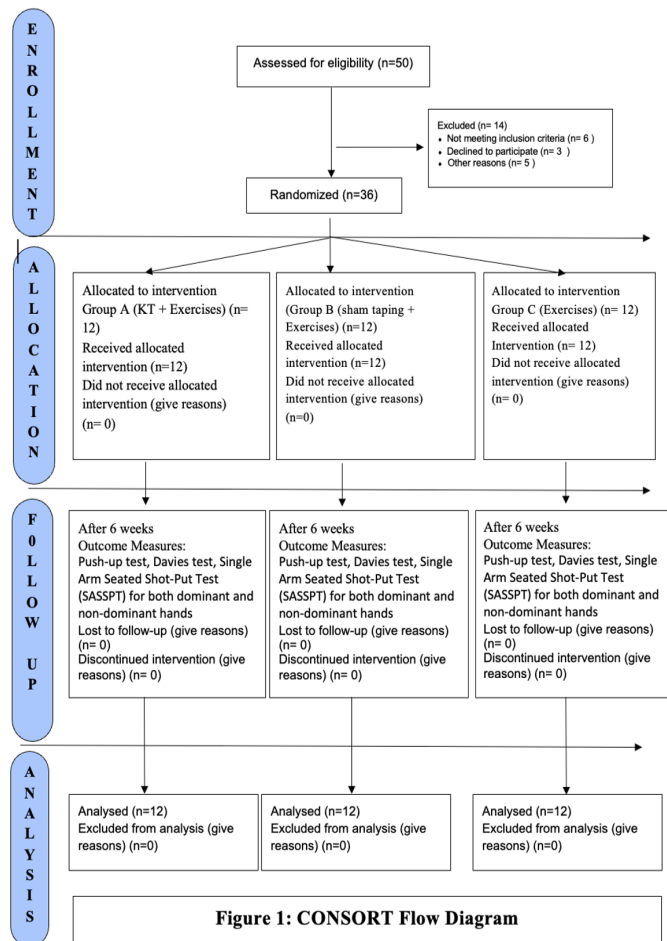 E
N
R
O
L
L
M
E
N
T
Assessed for eligibility (n=50)
Excluded (n= 14)
♦ Not meeting inclusion criteria (n= 6 )
♦ Declined to participate (n= 3 )
♦ Other reasons (n= 5 )
Randomized (n=36)
A
L
L
O
C
A
T
I
O
N
Allocated to intervention
Group A (KT + Exercises) (n=
12)
Received allocated
intervention (n=12)
Did not receive allocated
intervention (give reasons)
(n= 0)
Allocated to intervention
(Group B (sham taping +
Exercises) (n=12)
Received allocated
intervention (n=12)
Did not receive allocated
intervention (give reasons)
(n=0)
Allocated to intervention
Group C (Exercises) (n= 12)
Received allocated
Intervention (n= 12)
Did not receive allocated
intervention (give reasons)
(n= 0)
F
0
L
L
O
W
U
P
After 6 weeks
Outcome Measures:
Push-up test, Davies test, Single
Arm Seated Shot-Put Test
(SASSPT) for both dominant and
non-dominant hands
Lost to follow-up (give reasons)
(n= 0)
Discontinued intervention (give
reasons) (n= 0)
After 6 weeks
Outcome Measures:
Push-up test, Davies test, Single
Arm Seated Shot-Put Test
(SASSPT) for both dominant and
non-dominant hands
Lost to follow-up (give reasons)
(n= 0)
Discontinued intervention (give
reasons) (n= 0)
After 6 weeks
Outcome Measures:
Push-up test, Davies test, Single
Arm Seated Shot-Put Test
(SASSPT) for both dominant and
non-dominant hands
Lost to follow-up (give reasons)
(n= 0)
Discontinued intervention (give
reasons) (n= 0)
A
N
A
L
Y
S
I
S
Analysed (n=12)
Excluded from analysis (give
reasons) (n=0)
Analysed (n=12)
Excluded from analysis (give
reasons) (n=0)
Analysed (n=12)
Excluded from analysis (give
reasons) (n=0)
Figure 1: CONSORT Flow Diagram